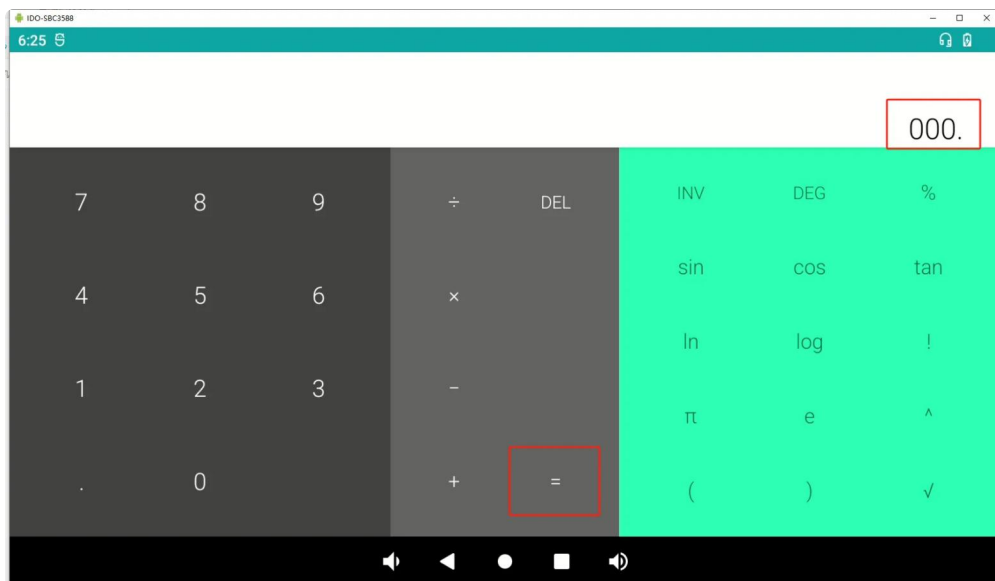 IDO-SBC3588
6:25
000.
7 8 9 ÷ DEL INV DEG %
4 5 6 × sin cos tan
1 2 3 − ln log !
. 0 + = π e ^
( ) √